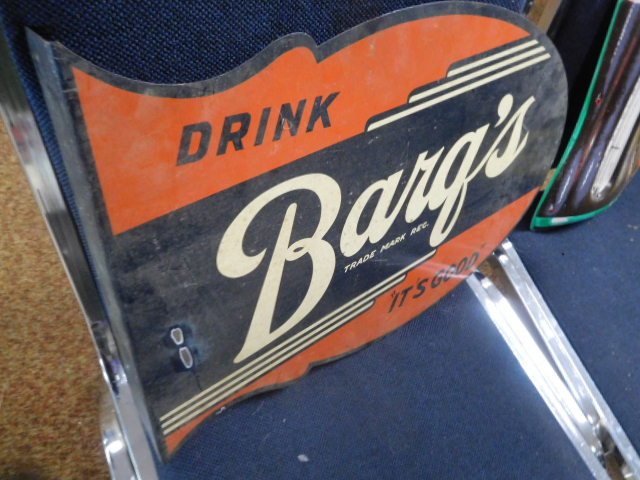 DRINK
Barq's
TRADE MARK REG.
"IT'S GOOD"